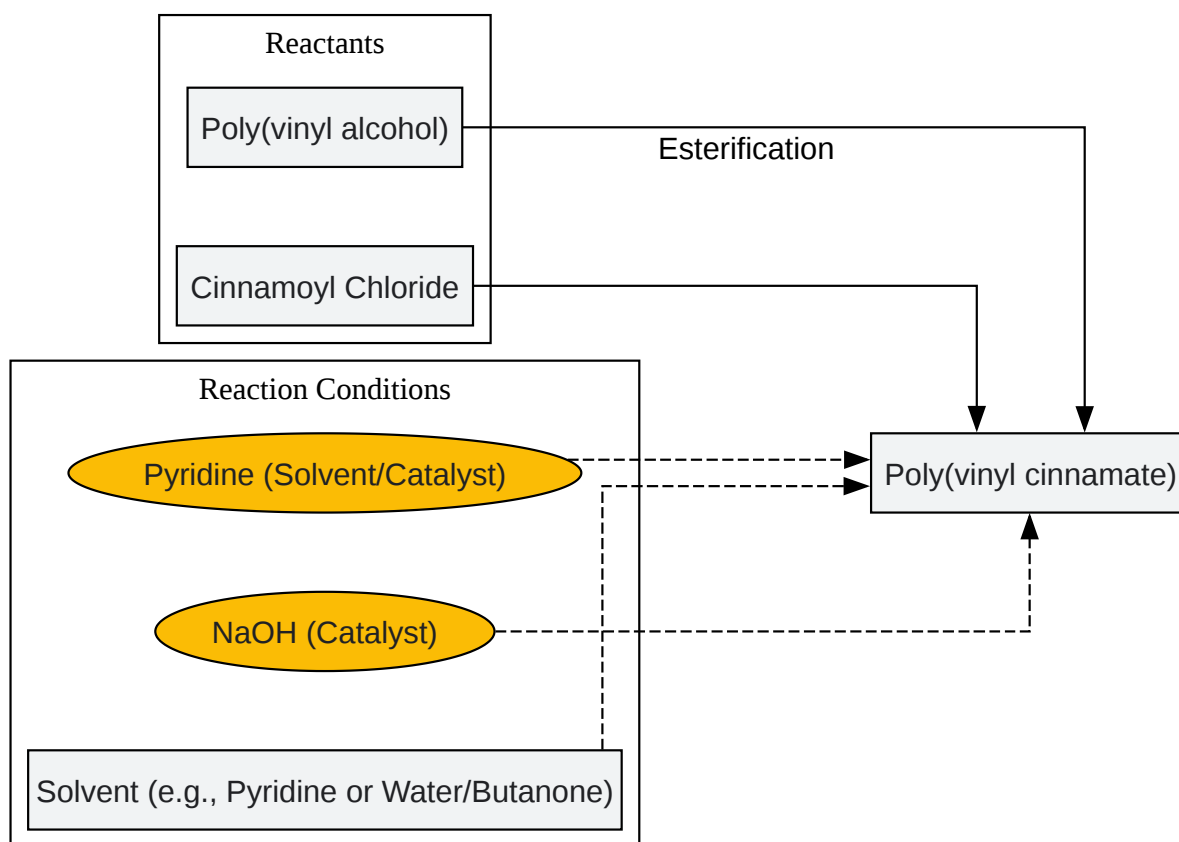 Reactants
Poly(vinyl alcohol)
Esterification
Cinnamoyl Chloride
Reaction Conditions
Pyridine (Solvent/Catalyst)
Poly(vinyl cinnamate)
NaOH (Catalyst)
Solvent (e.g., Pyridine or Water/Butanone)